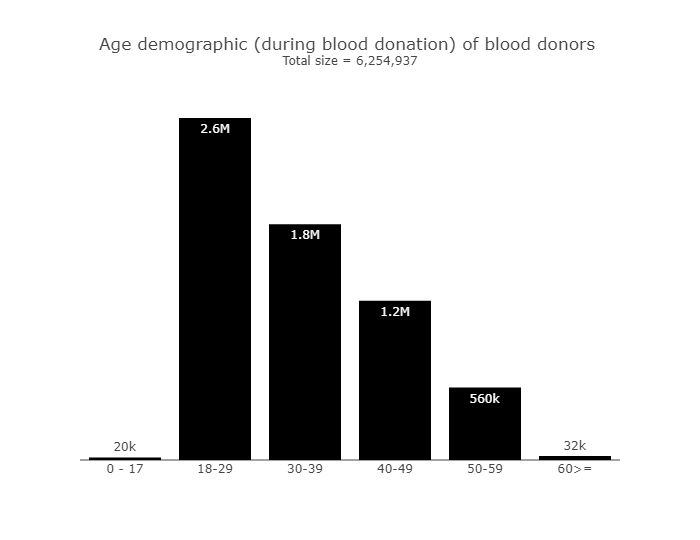 Age demographic (during blood donation) of blood donors
Total size = 6,254,937
2.6M
1.8M
1.2M
560k
20k
32k
0 - 17
18-29
30-39
40-49
50-59
60>=